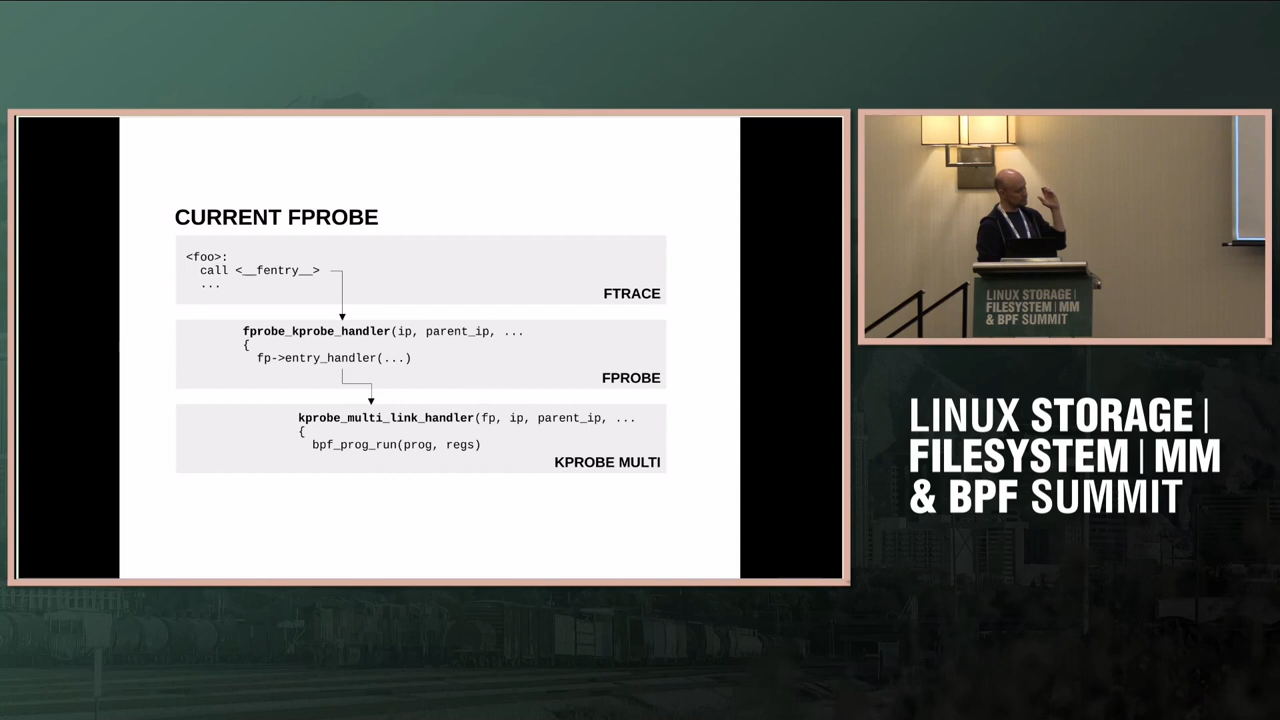 CURRENT FPROBE
<foo>:
call <__fentry__>
...
FTRACE
fprobe_kprobe_handler(ip, parent_ip, ...
{
fp->entry_handler(...)
FPROBE
kprobe_multi_link_handler(fp, ip, parent_ip, ...
{
bpf_prog_run(prog, regs)
KPROBE MULTI
LINUX STORAGE |
FILESYSTEM | MM
& BPF SUMMIT
LINUX STORAGE |
FILESYSTEM | MM
& BPF SUMMIT